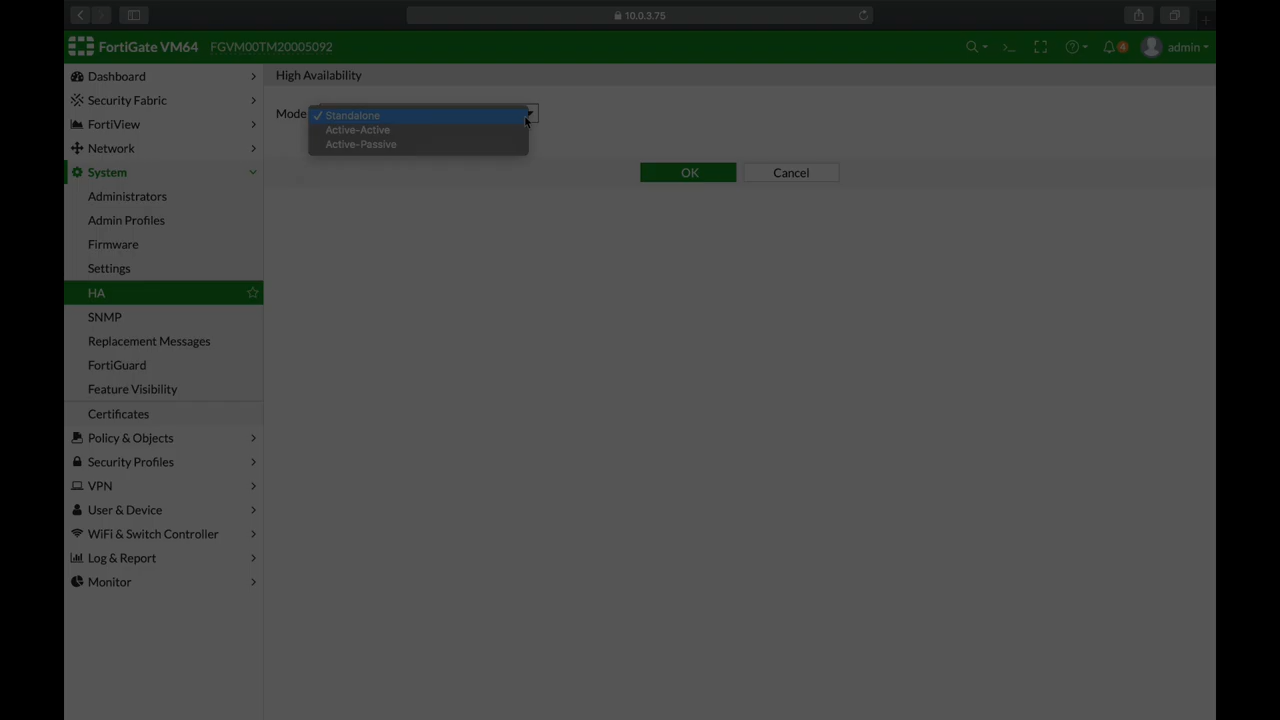 10.0.3.75
FortiGate VM64 FGVM00TM20005092
4 admin
Dashboard
Security Fabric
FortiView
Network
System
Administrators
Admin Profiles
Firmware
Settings
HA
SNMP
Replacement Messages
FortiGuard
Feature Visibility
Certificates
Policy & Objects
Security Profiles
VPN
User & Device
WiFi & Switch Controller
Log & Report
Monitor
High Availability
Mode
Standalone
Active-Active
Active-Passive
OK Cancel